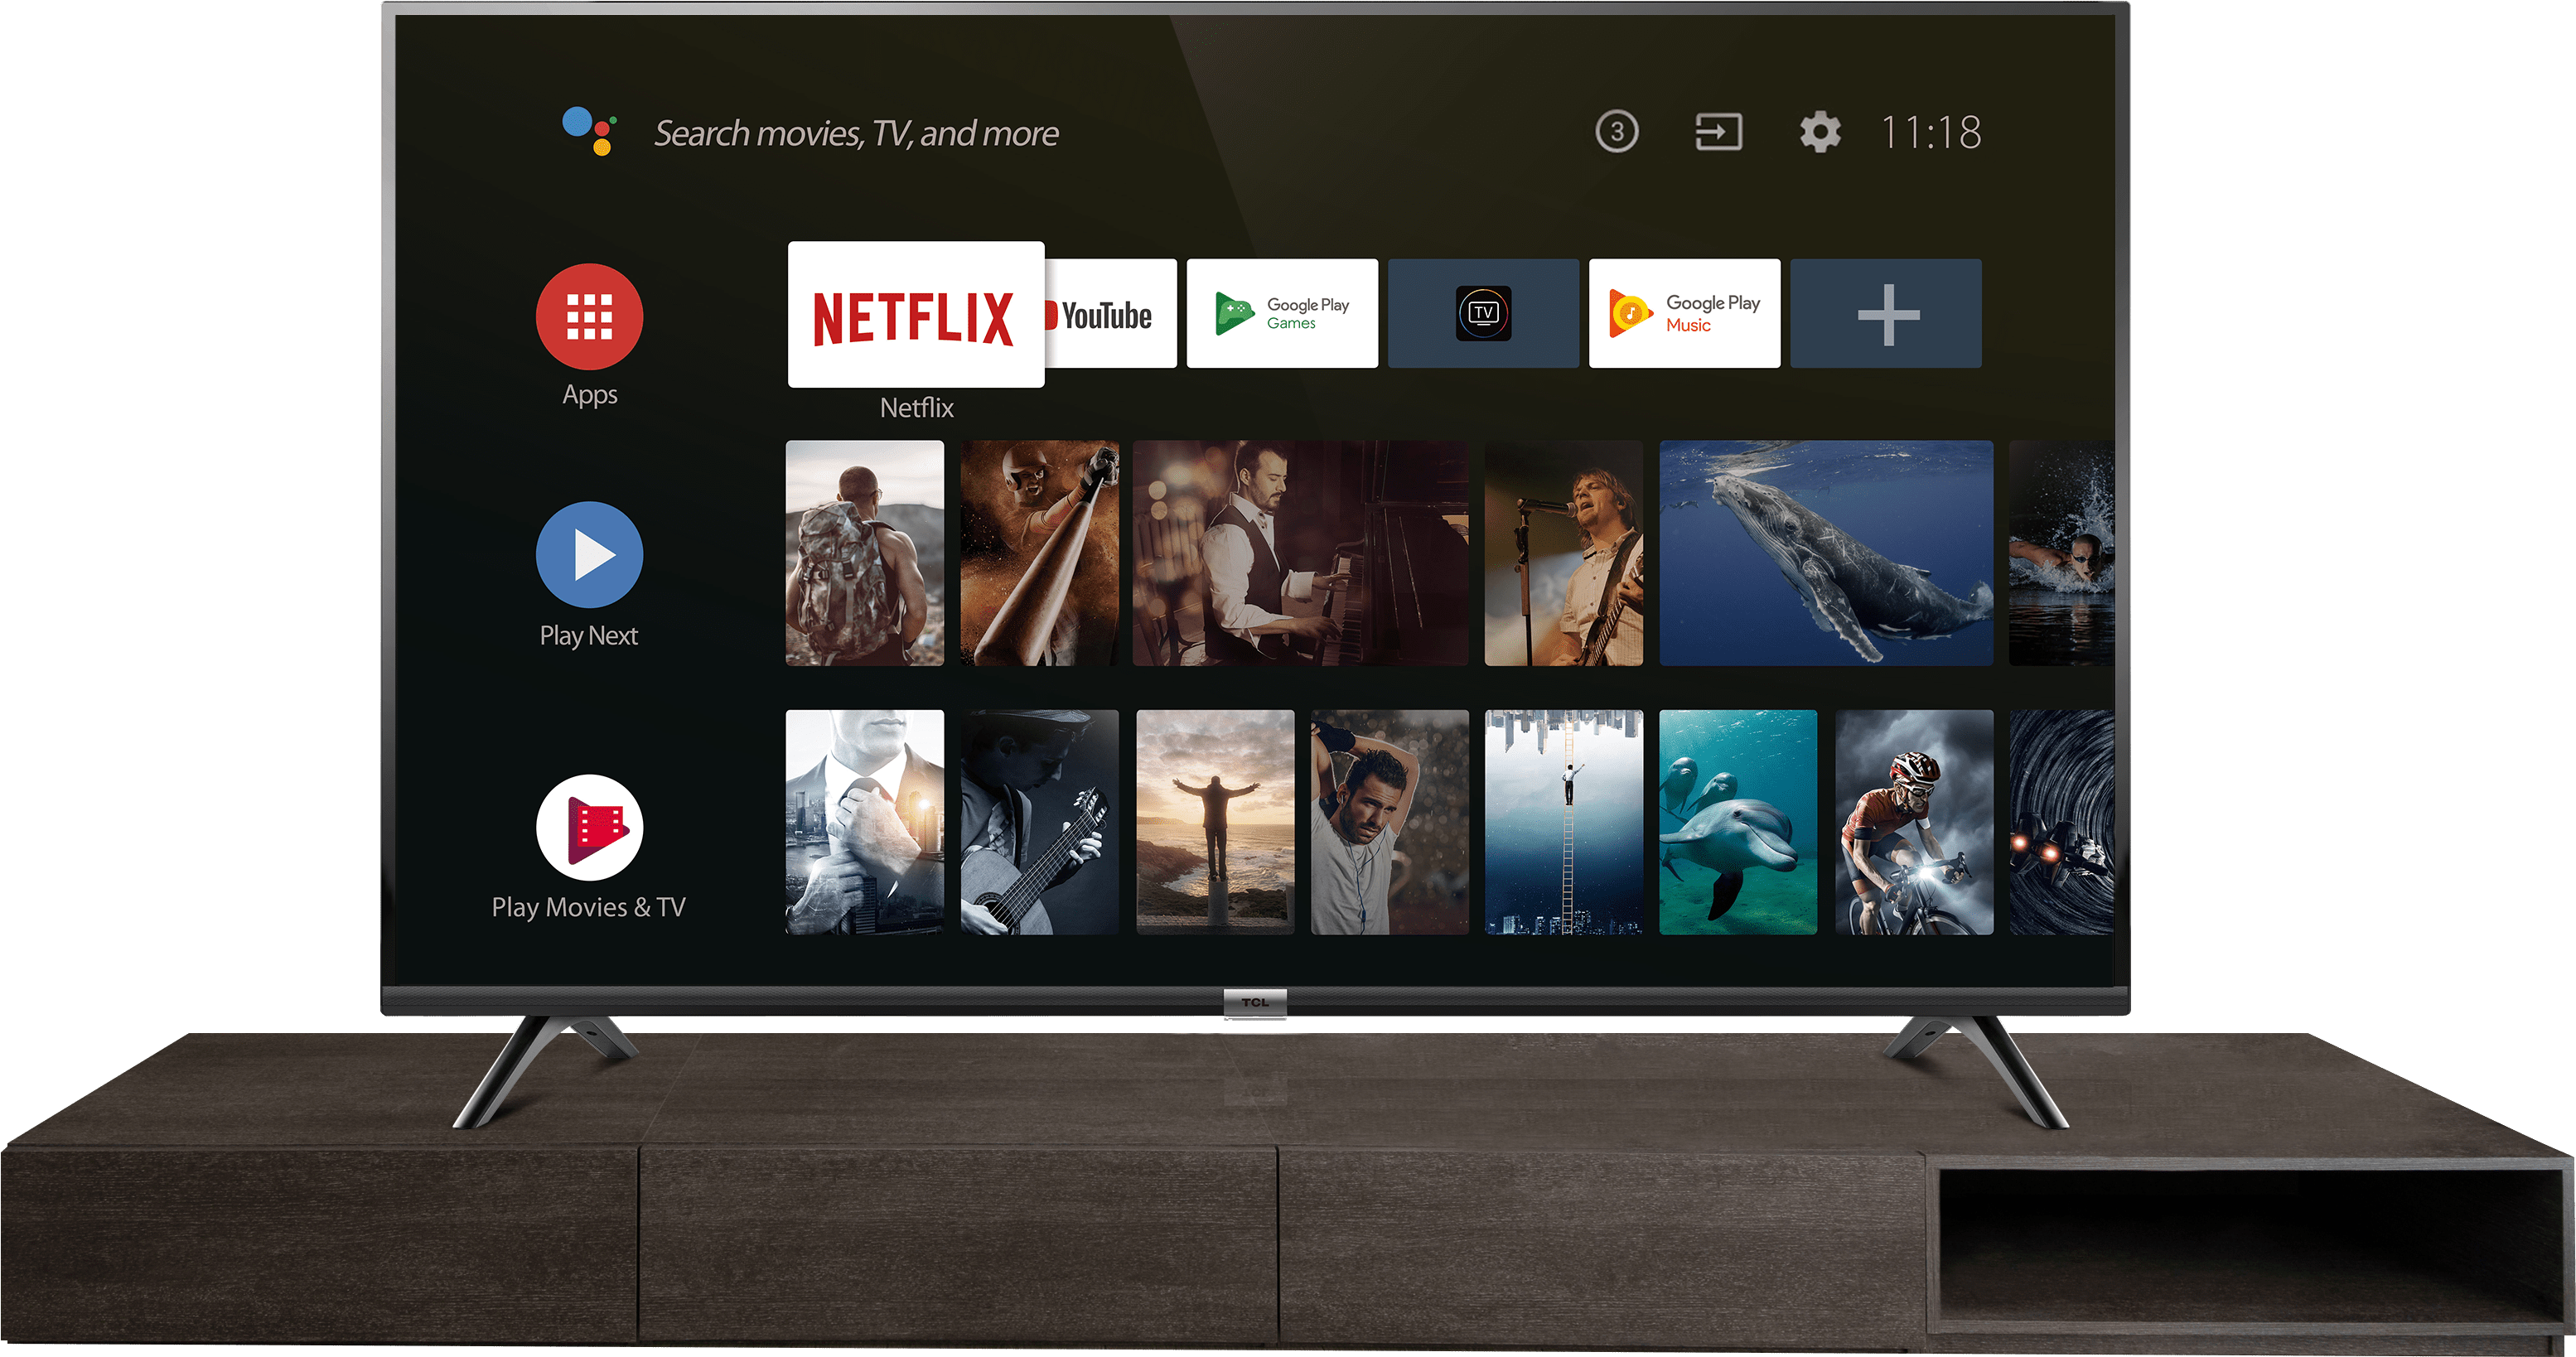 Search movies, TV, and more
3
11:18
NETFLIX
YouTube
Google Play
Games
TV
Google Play
Music
Apps
Netflix
Play Next
Play Movies & TV
TCL